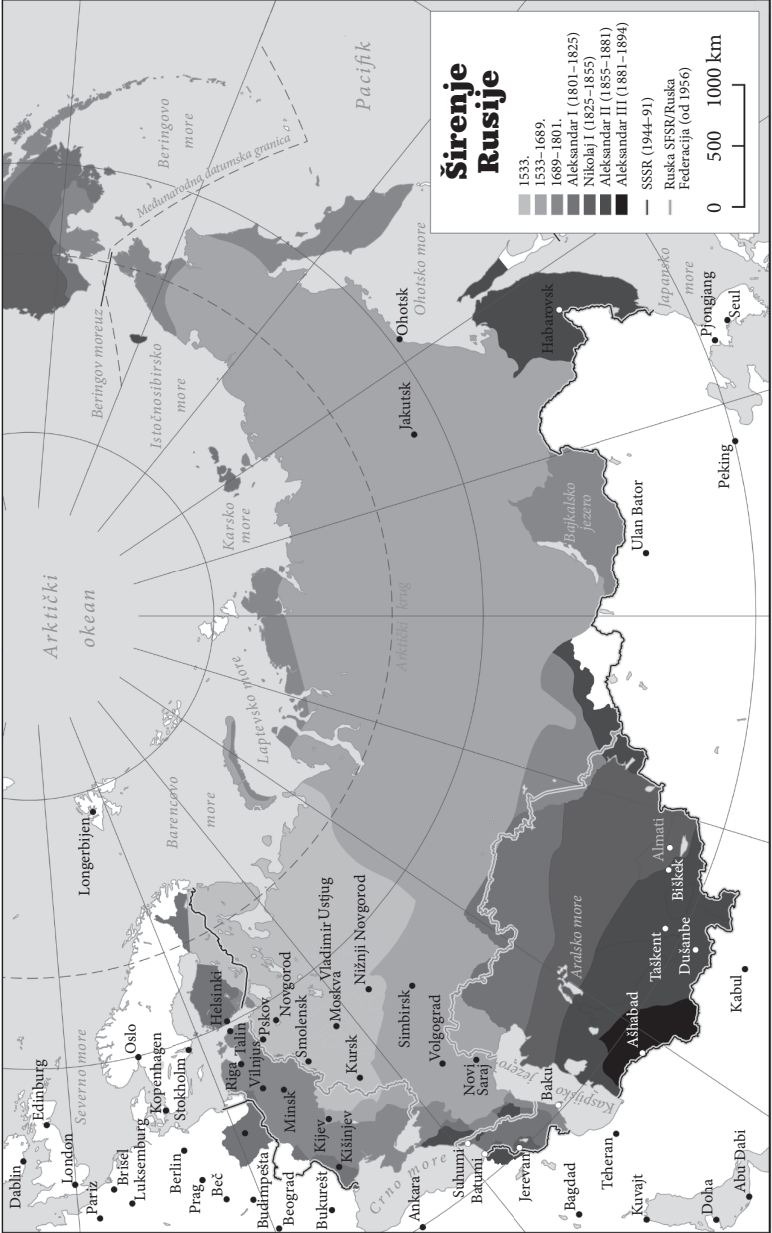 Širenje
Rusije
1533.
1533–1689.
1689–1801.
Aleksandar I (1801–1825)
Nikolaj I (1825–1855)
Aleksandar II (1855–1881)
Aleksandar III (1881–1894)
SSSR (1944–91)
Ruska SFSR/Ruska
Federacija (od 1956)
0 500 1000 km
Arktički
okean
Beringovo
more
Pacifik
Međunarodna datumska granica
Beringov moreuz
Istočnosibirsko
more
Ohotsko more
Ohotsk
Jakutsk
Karsko
more
Laptevsko more
Barencovo
more
Longerbijen
Arktički krug
Habarovsk
Japansko
more
Pjongjang
Seul
Peking
Ulan Bator
Bajkalsko
jezero
Severno more
Dablin
Edinburg
London
Pariz
Brisel
Luksemburg
Oslo
Kopenhagen
Stokholm
Berlin
Prag
Beč
Budimpešta
Beograd
Bukurešt
Helsinki
Talin
Riga
Viljnus
Pskov
Novgorod
Smolensk
Minsk
Kijev
Kišinjev
Vladimir Ustjug
Moskva
Nižnji Novgorod
Kursk
Simbirsk
Volgograd
Novi
Saraj
Crno more
Ankara
Suhumi
Batumi
Jerevan
Baku
Kaspijsko
jezero
Aralsko more
Almati
Biškek
Taškent
Dušanbe
Ašhabad
Kabul
Bagdad
Teheran
Kuvajt
Doha
Abu Dabi